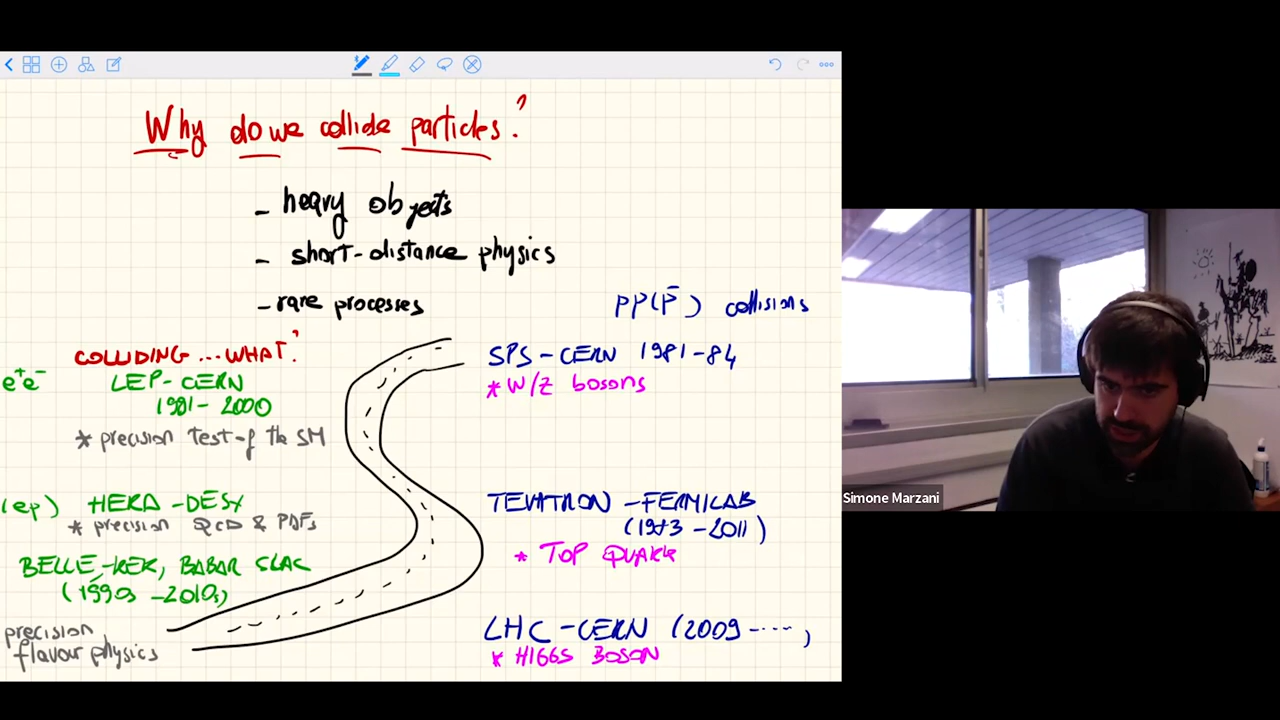 Why do we collide particles?
- heavy objects
- short-distance physics
- rare processes
pp(p̄) collisions
COLLIDING ... WHAT?
e⁺e⁻ LEP-CERN
1981-2000
* precision test of the SM
SPS-CERN 1981-84
* W/Z bosons
(ep) HERA-DESY
* precision QCD & PDFs
TEVATRON-FERMILAB
(1983-2011)
* TOP QUARK
BELLE-KEK, BABAR SLAC
(1990s-2010s)
precision
flavour physics
LHC-CERN (2009 ----,
* HIGGS BOSON
Simone Marzani